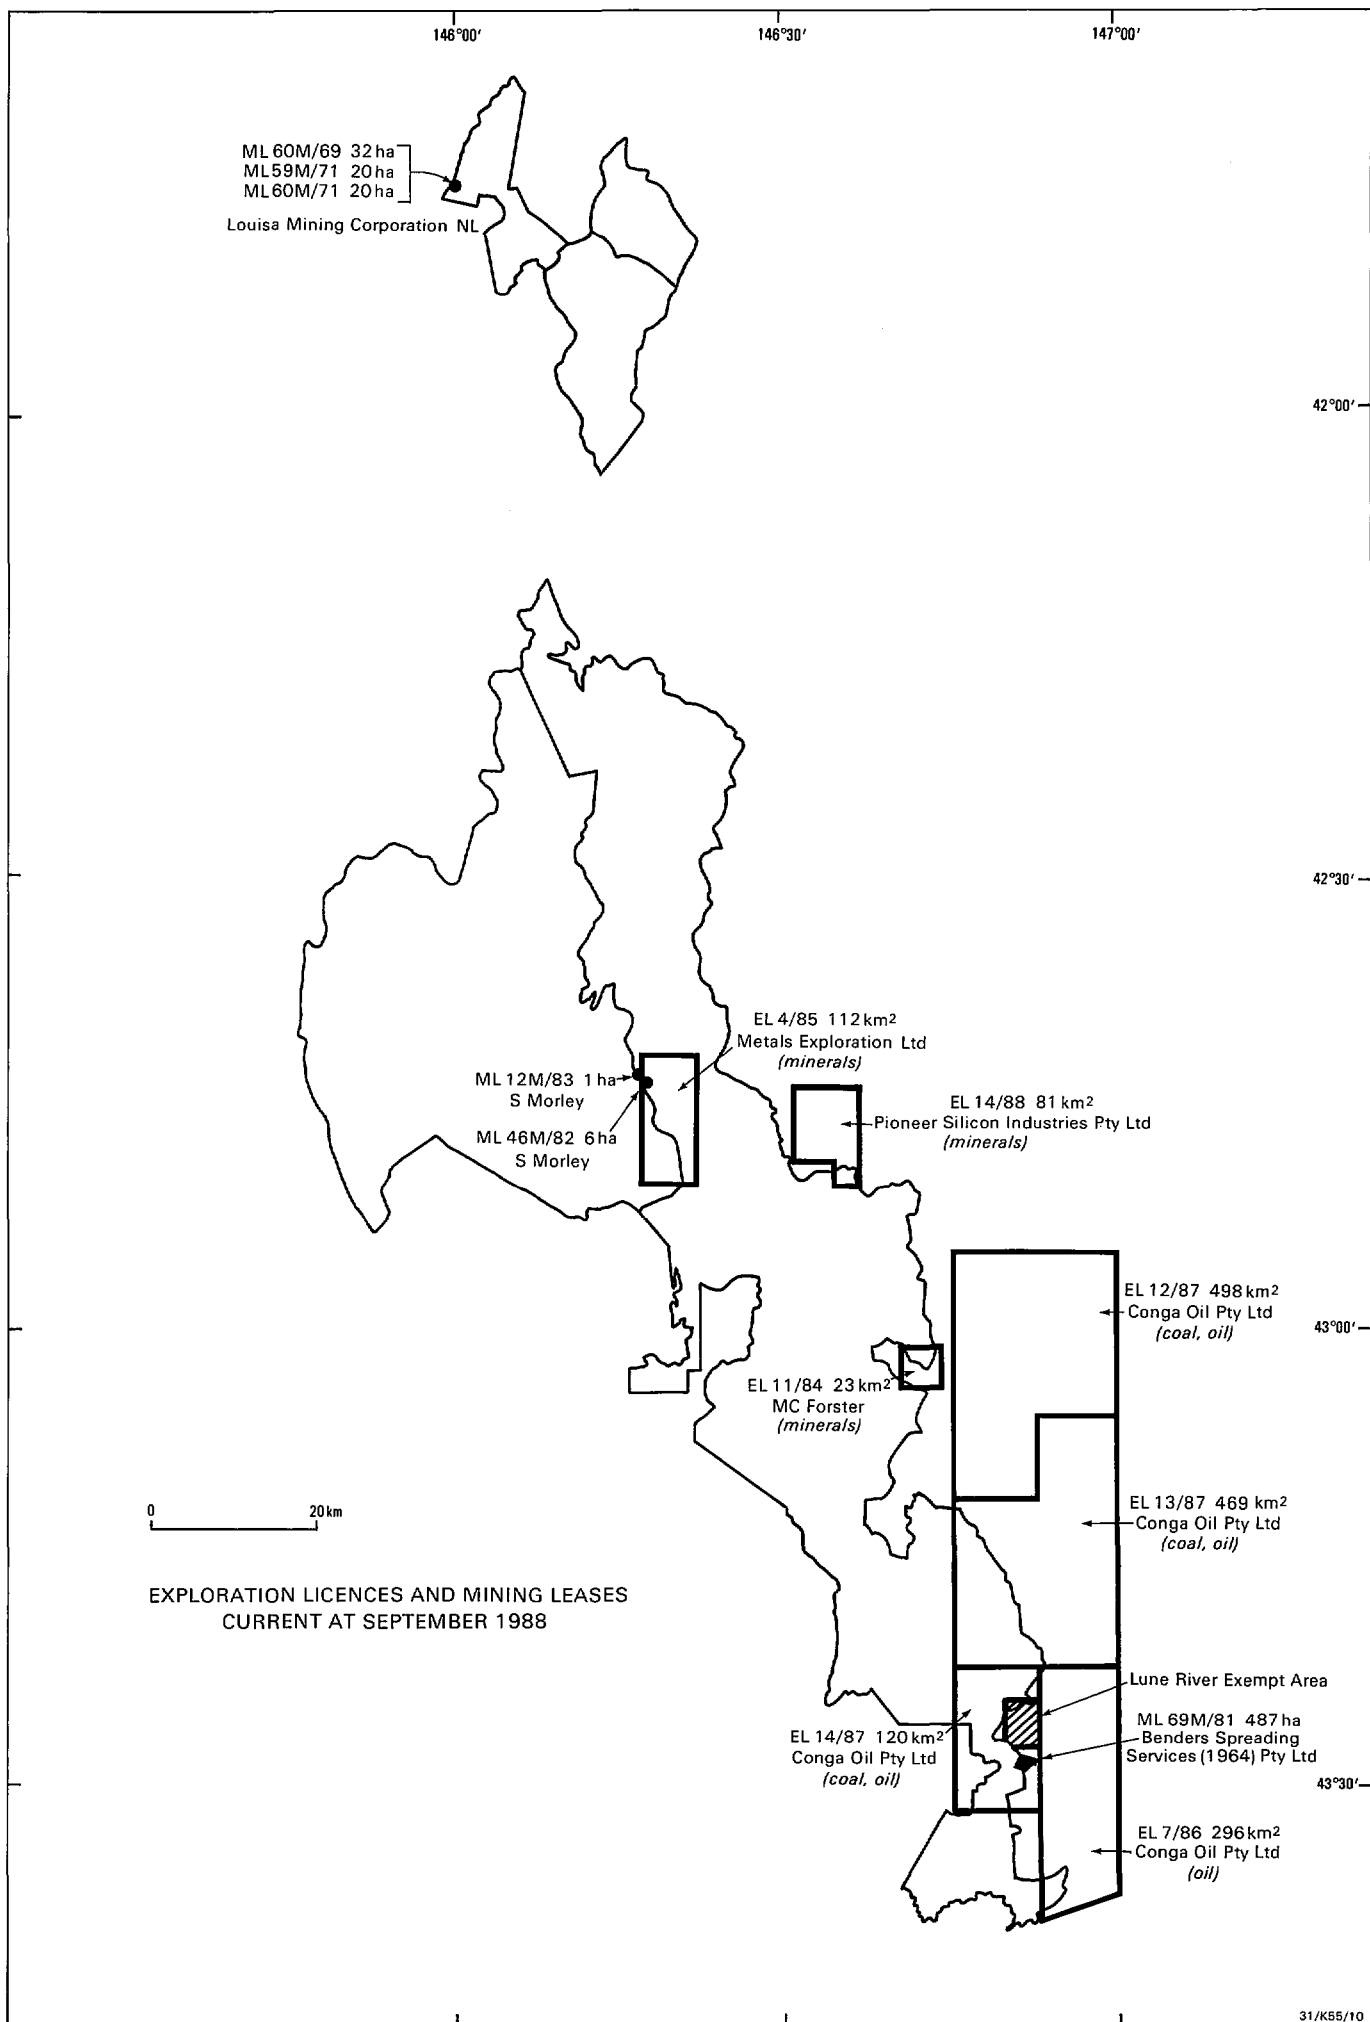 146°00′
146°30′
147°00′
ML 60M/69 32 ha
ML 59M/71 20 ha
ML 60M/71 20 ha
Louisa Mining Corporation NL
42°00′
42°30′
EL 4/85 112 km²
Metals Exploration Ltd
(minerals)
ML 12M/83 1 ha
S Morley
ML 46M/82 6 ha
S Morley
EL 14/88 81 km²
Pioneer Silicon Industries Pty Ltd
(minerals)
EL 12/87 498 km²
Conga Oil Pty Ltd
(coal, oil)
43°00′
EL 11/84 23 km²
MC Forster
(minerals)
0 20 km
EL 13/87 469 km²
Conga Oil Pty Ltd
(coal, oil)
EXPLORATION LICENCES AND MINING LEASES
CURRENT AT SEPTEMBER 1988
Lune River Exempt Area
ML 69M/81 487 ha
Benders Spreading
Services (1964) Pty Ltd
EL 14/87 120 km²
Conga Oil Pty Ltd
(coal, oil)
43°30′
EL 7/86 296 km²
Conga Oil Pty Ltd
(oil)
31/K55/10